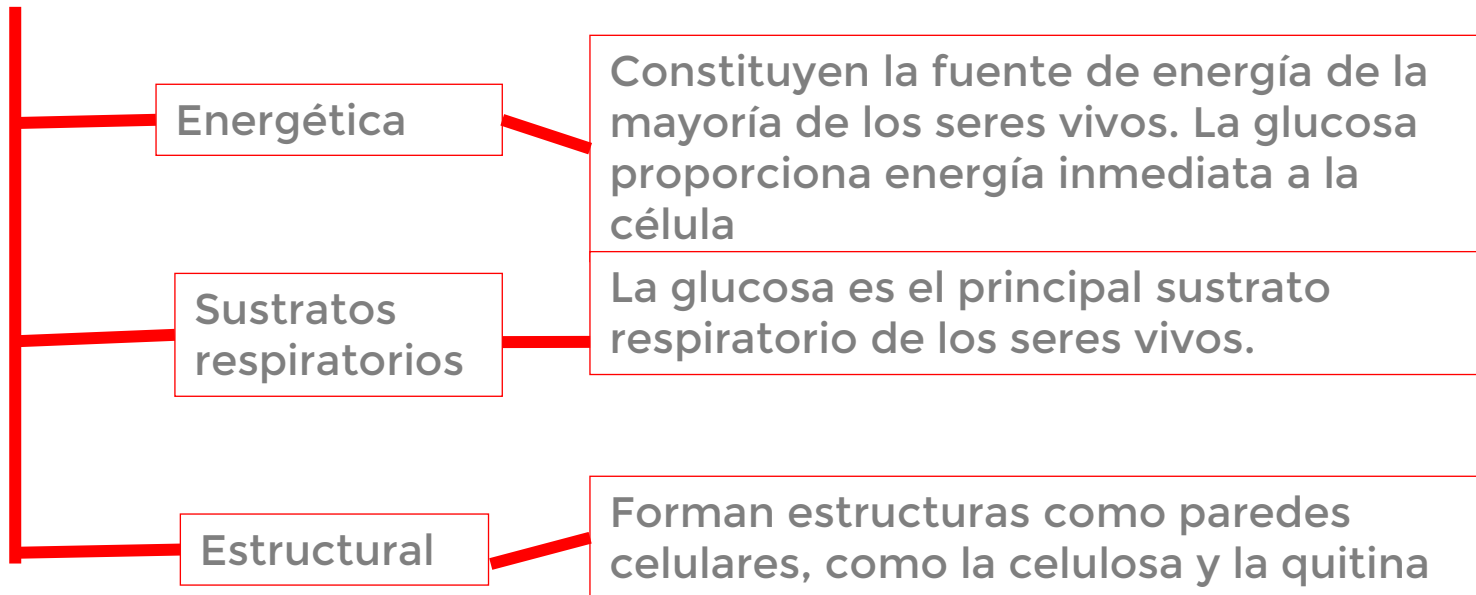 Energética
Constituyen la fuente de energía de la
mayoría de los seres vivos. La glucosa
proporciona energía inmediata a la
célula
Sustratos
respiratorios
La glucosa es el principal sustrato
respiratorio de los seres vivos.
Estructural
Forman estructuras como paredes
celulares, como la celulosa y la quitina